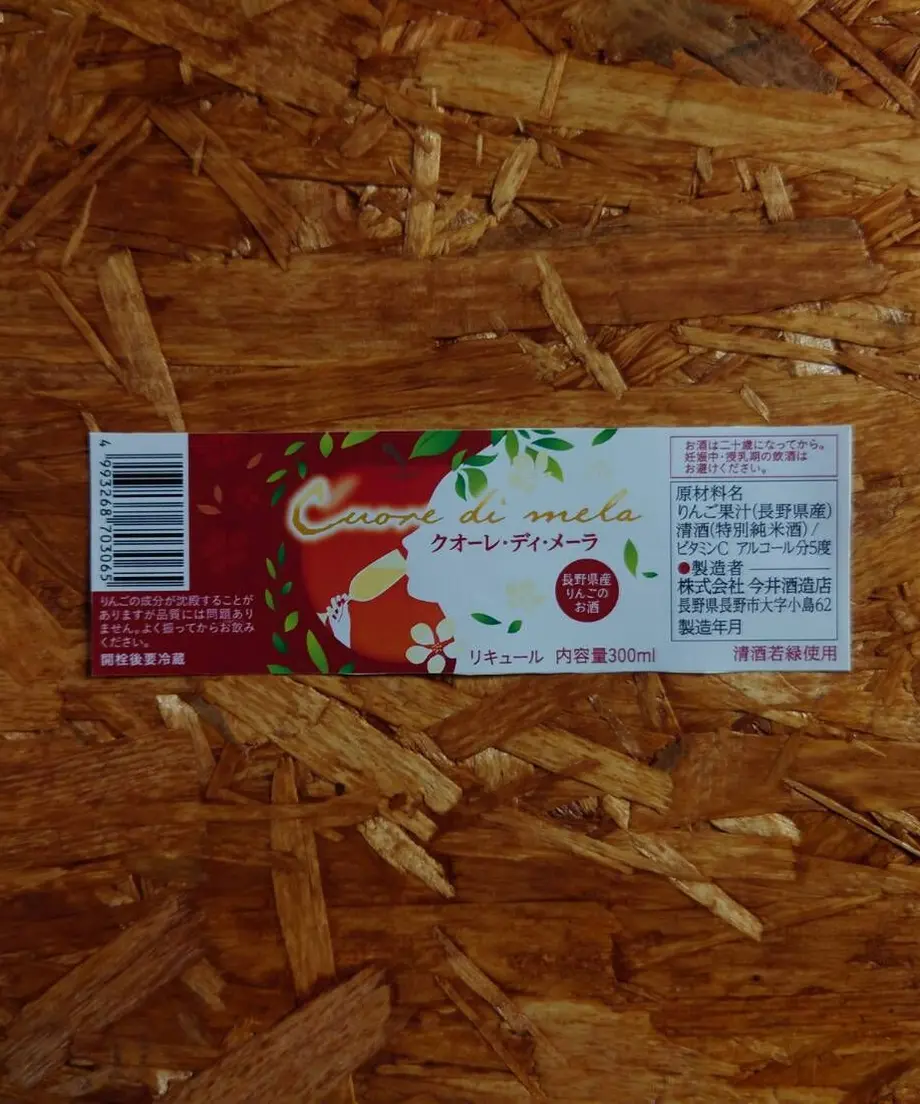 4 993268 703065
りんごの成分が沈殿することが
ありますが品質には問題あり
ません。よく振ってからお飲み
ください。
開栓後要冷蔵
Cuore di mela
クオーレ・ディ・メーラ
長野県産
りんごの
お酒
リキュール 内容量300ml
お酒は二十歳になってから。
妊娠中・授乳期の飲酒は
お避けください。
原材料名
りんご果汁(長野県産)
清酒(特別純米酒)/
ビタミンC アルコール分5度
●製造者
株式会社 今井酒造店
長野県長野市大字小島62
製造年月
清酒若緑使用